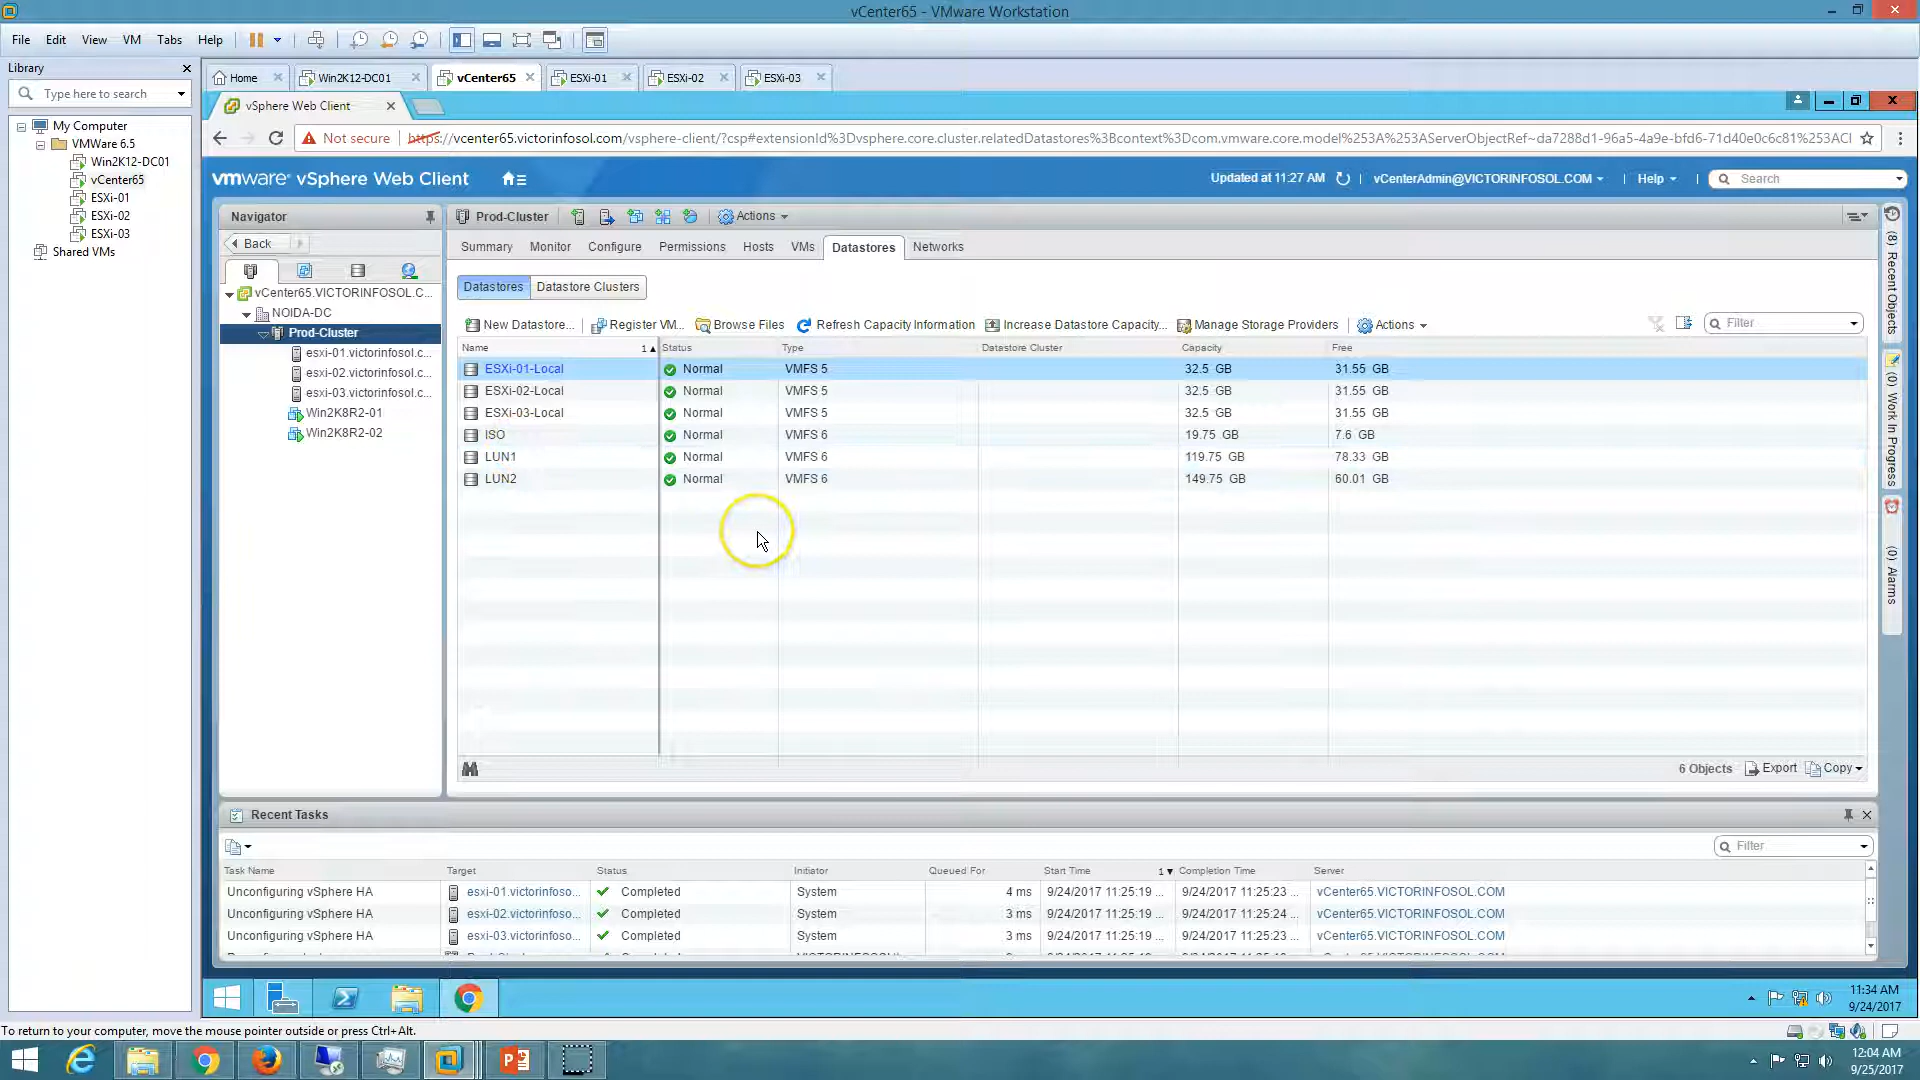 vCenter65 - VMware Workstation
File Edit View VM Tabs Help
Library
Type here to search
My Computer
VMWare 6.5
Win2K12-DC01
vCenter65
ESXi-01
ESXi-02
ESXi-03
Shared VMs
Home Win2K12-DC01 vCenter65 ESXi-01 ESXi-02 ESXi-03
vSphere Web Client
Not secure https://vcenter65.victorinfosol.com/vsphere-client/?csp#extensionId%3Dvsphere.core.cluster.relatedDatastores%3Bcontext%3Dcom.vmware.core.model%253A%253AServerObjectRef~da7288d1-96a5-4a9e-bfd6-71d40e0c6c81%253ACl
vmware® vSphere Web Client
Updated at 11:27 AM vCenterAdmin@VICTORINFOSOL.COM Help Search
Navigator
Back
vCenter65.VICTORINFOSOL.C...
NOIDA-DC
Prod-Cluster
esxi-01.victorinfosol.c...
esxi-02.victorinfosol.c...
esxi-03.victorinfosol.c...
Win2K8R2-01
Win2K8R2-02
Prod-Cluster Actions
Summary Monitor Configure Permissions Hosts VMs Datastores Networks
Datastores Datastore Clusters
New Datastore... Register VM... Browse Files Refresh Capacity Information Increase Datastore Capacity... Manage Storage Providers Actions Filter
Name 1 Status Type Datastore Cluster Capacity Free
ESXi-01-Local Normal VMFS 5 32.5 GB 31.55 GB
ESXi-02-Local Normal VMFS 5 32.5 GB 31.55 GB
ESXi-03-Local Normal VMFS 5 32.5 GB 31.55 GB
ISO Normal VMFS 6 19.75 GB 7.6 GB
LUN1 Normal VMFS 6 119.75 GB 78.33 GB
LUN2 Normal VMFS 6 149.75 GB 60.01 GB
6 Objects Export Copy
(8) Recent Objects
(0) Work In Progress
(0) Alarms
Recent Tasks
Filter
Task Name Target Status Initiator Queued For Start Time 1 Completion Time Server
Unconfiguring vSphere HA esxi-01.victorinfoso... Completed System 4 ms 9/24/2017 11:25:19 ... 9/24/2017 11:25:23 ... vCenter65.VICTORINFOSOL.COM
Unconfiguring vSphere HA esxi-02.victorinfoso... Completed System 3 ms 9/24/2017 11:25:19 ... 9/24/2017 11:25:24 ... vCenter65.VICTORINFOSOL.COM
Unconfiguring vSphere HA esxi-03.victorinfoso... Completed System 3 ms 9/24/2017 11:25:19 ... 9/24/2017 11:25:23 ... vCenter65.VICTORINFOSOL.COM
11:34 AM
9/24/2017
To return to your computer, move the mouse pointer outside or press Ctrl+Alt.
12:04 AM
9/25/2017